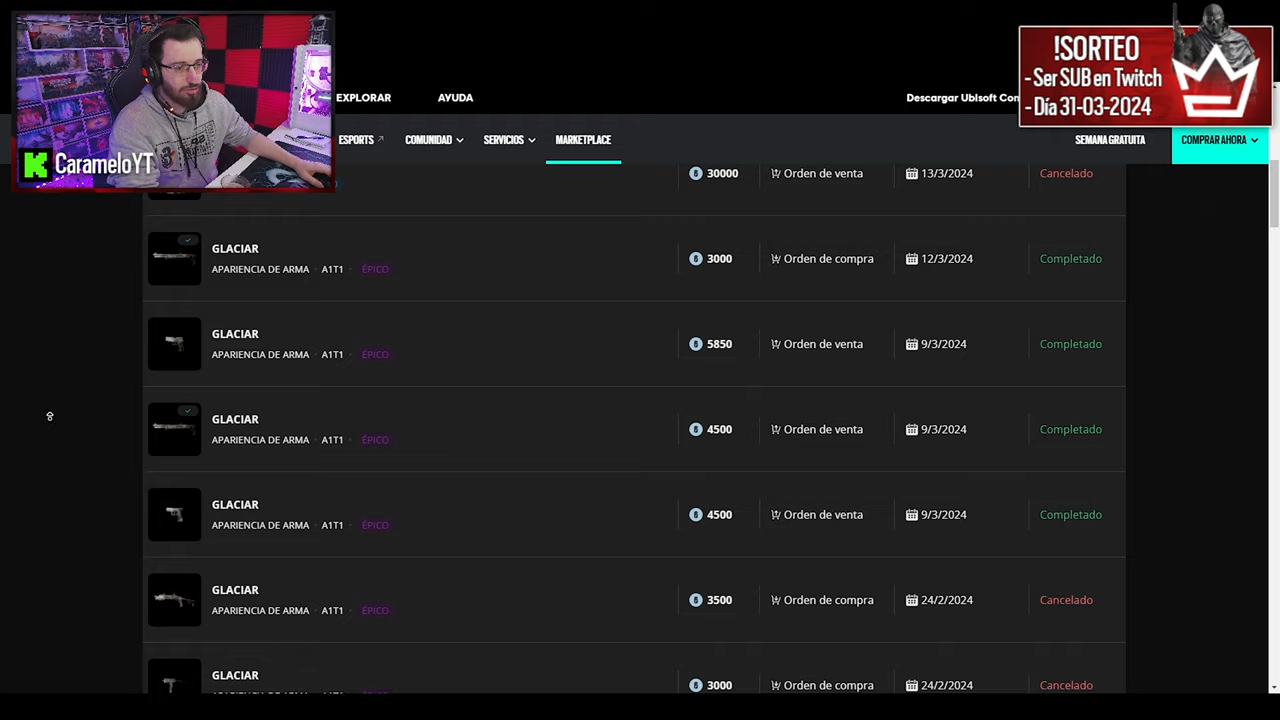 !SORTEO
- Ser SUB en Twitch
- Día 31-03-2024
EXPLORAR AYUDA Descargar Ubisoft
ESPORTS COMUNIDAD SERVICIOS MARKETPLACE SEMANA GRATUITA COMPRAR AHORA
CarameloYT
30000 Orden de venta 13/3/2024 Cancelado
GLACIAR
APARIENCIA DE ARMA · A1T1 · ÉPICO
3000 Orden de compra 12/3/2024 Completado
GLACIAR
APARIENCIA DE ARMA · A1T1 · ÉPICO
5850 Orden de venta 9/3/2024 Completado
GLACIAR
APARIENCIA DE ARMA · A1T1 · ÉPICO
4500 Orden de venta 9/3/2024 Completado
GLACIAR
APARIENCIA DE ARMA · A1T1 · ÉPICO
4500 Orden de venta 9/3/2024 Completado
GLACIAR
APARIENCIA DE ARMA · A1T1 · ÉPICO
3500 Orden de compra 24/2/2024 Cancelado
GLACIAR
APARIENCIA DE ARMA · A1T1 · ÉPICO
3000 Orden de compra 24/2/2024 Cancelado